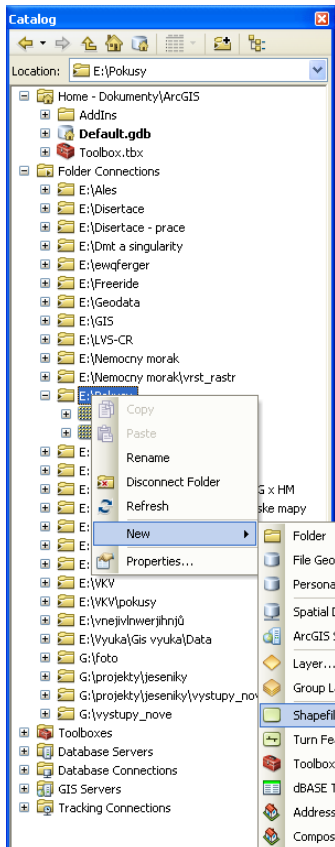 Catalog
Location: E:\Pokusy
Home - Dokumenty\ArcGIS
AddIns
Default.gdb
Toolbox.tbx
Folder Connections
E:\Ales
E:\Disertace
E:\Disertace - prace
E:\Dmt a singularity
E:\ewqferger
E:\Freeride
E:\Geodata
E:\GIS
E:\LVS-CR
E:\Nemocny morak
E:\Nemocny morak\vrst_rastr
E:\Pokusy
Copy
Paste
Rename
E:
Disconnect Folder
E:
G x HM
Refresh
E:
ske mapy
E:
New
Folder
E:
Properties...
File Geo
E:\VKV
Persona
E:\VKV\pokusy
Spatial D
E:\vnejivlnwerjihnjů
ArcGIS S
E:\Vyuka\Gis vyuka\Data
G:\foto
Layer...
G:\projekty\jeseniky
Group La
G:\projekty\jeseniky\vystupy_nov
G:\vystupy_nove
Shapefil
Toolboxes
Turn Fea
Database Servers
Toolbox
Database Connections
dBASE T
GIS Servers
Address
Tracking Connections
Compos